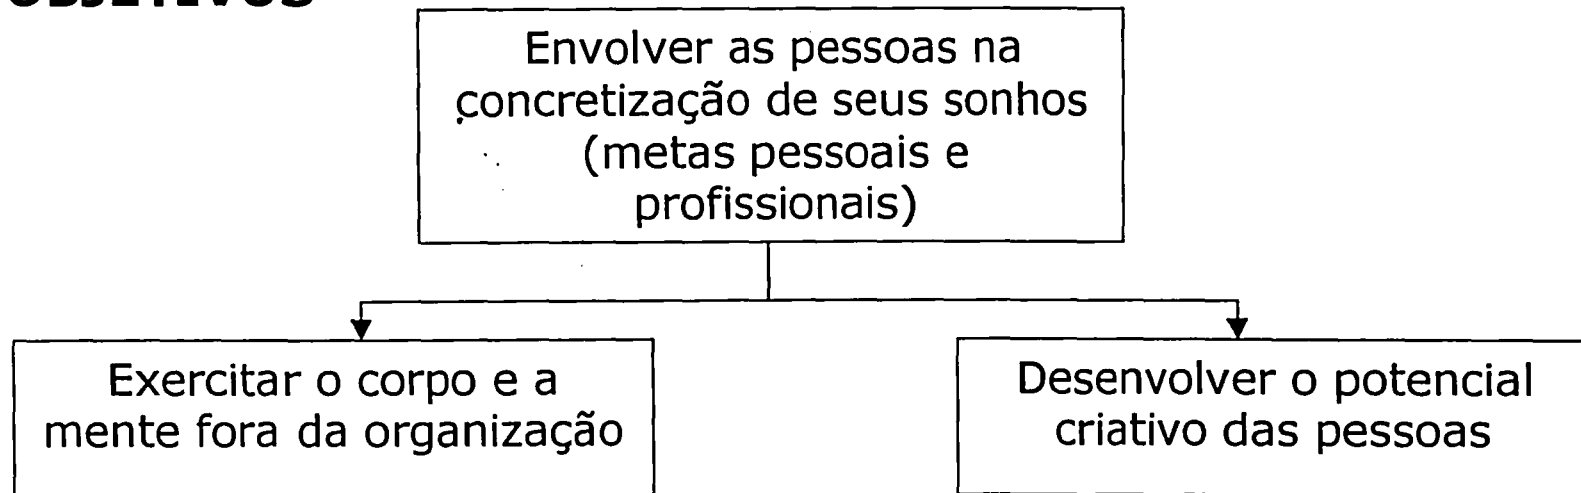 OBJETIVOS
Envolver as pessoas na
concretização de seus sonhos
(metas pessoais e
profissionais)
Exercitar o corpo e a
mente fora da organização
Desenvolver o potencial
criativo das pessoas